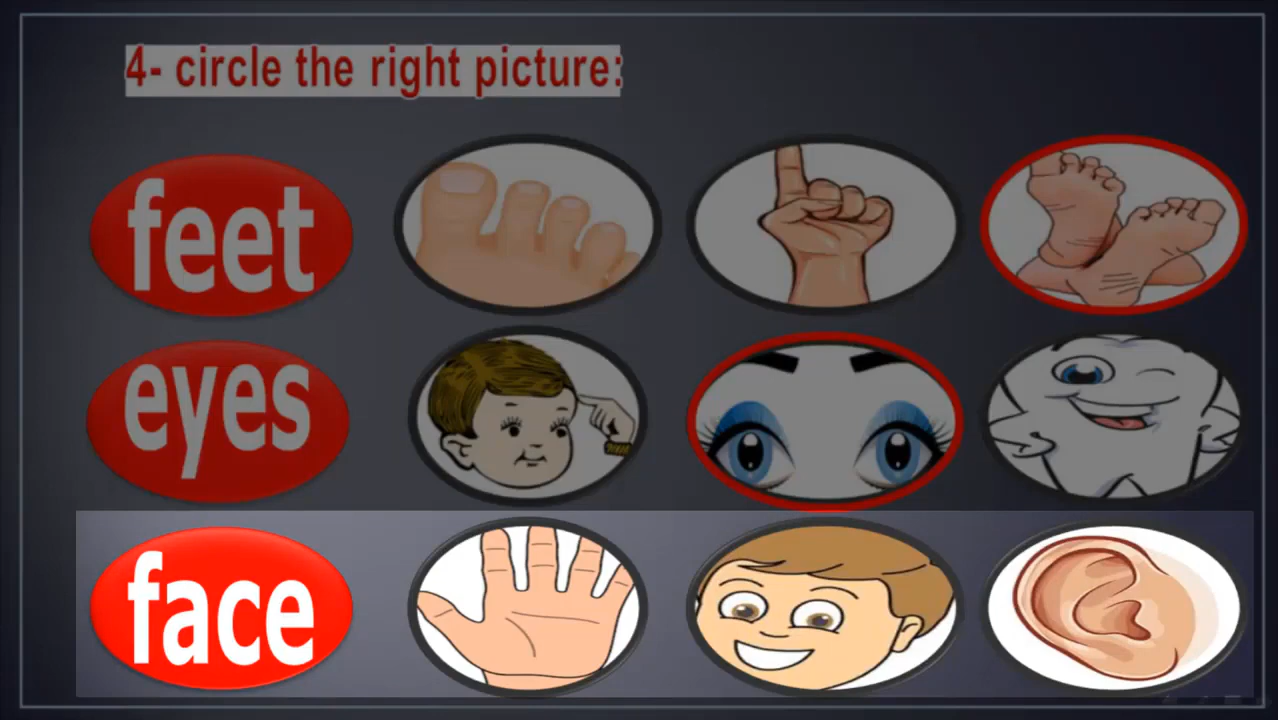 4- circle the right picture:
feet
eyes
face